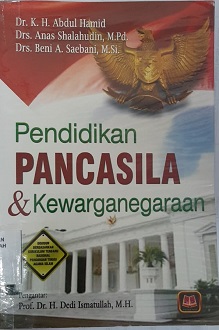 Dr. K. H. Abdul Hamid
Drs. Anas Shalahudin, M.Pd.
Drs. Beni A. Saebani, M.Si.
Pendidikan
PANCASILA
& Kewarganegaraan
Pengantar:
Prof. Dr. H. Dedi Ismatullah, M.H.